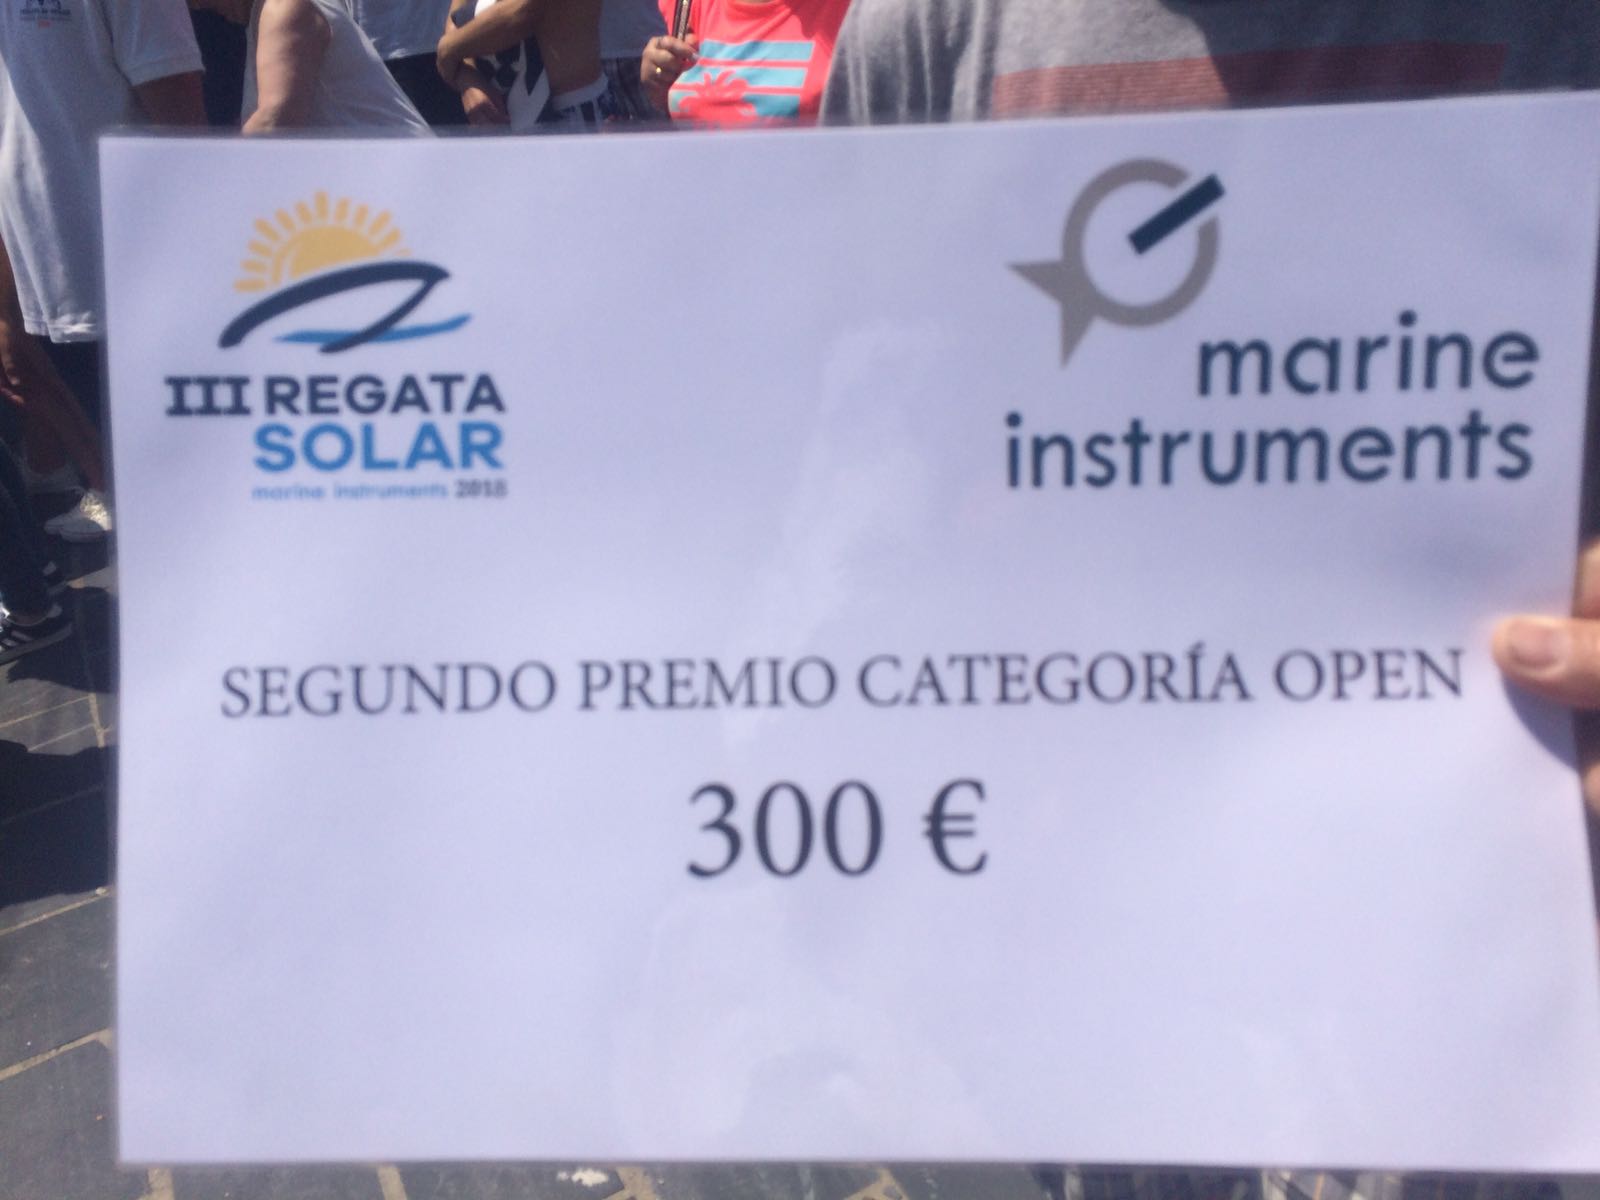 III REGATA
SOLAR
marine instruments 2018
marine
instruments
SEGUNDO PREMIO CATEGORÍA OPEN
300 €